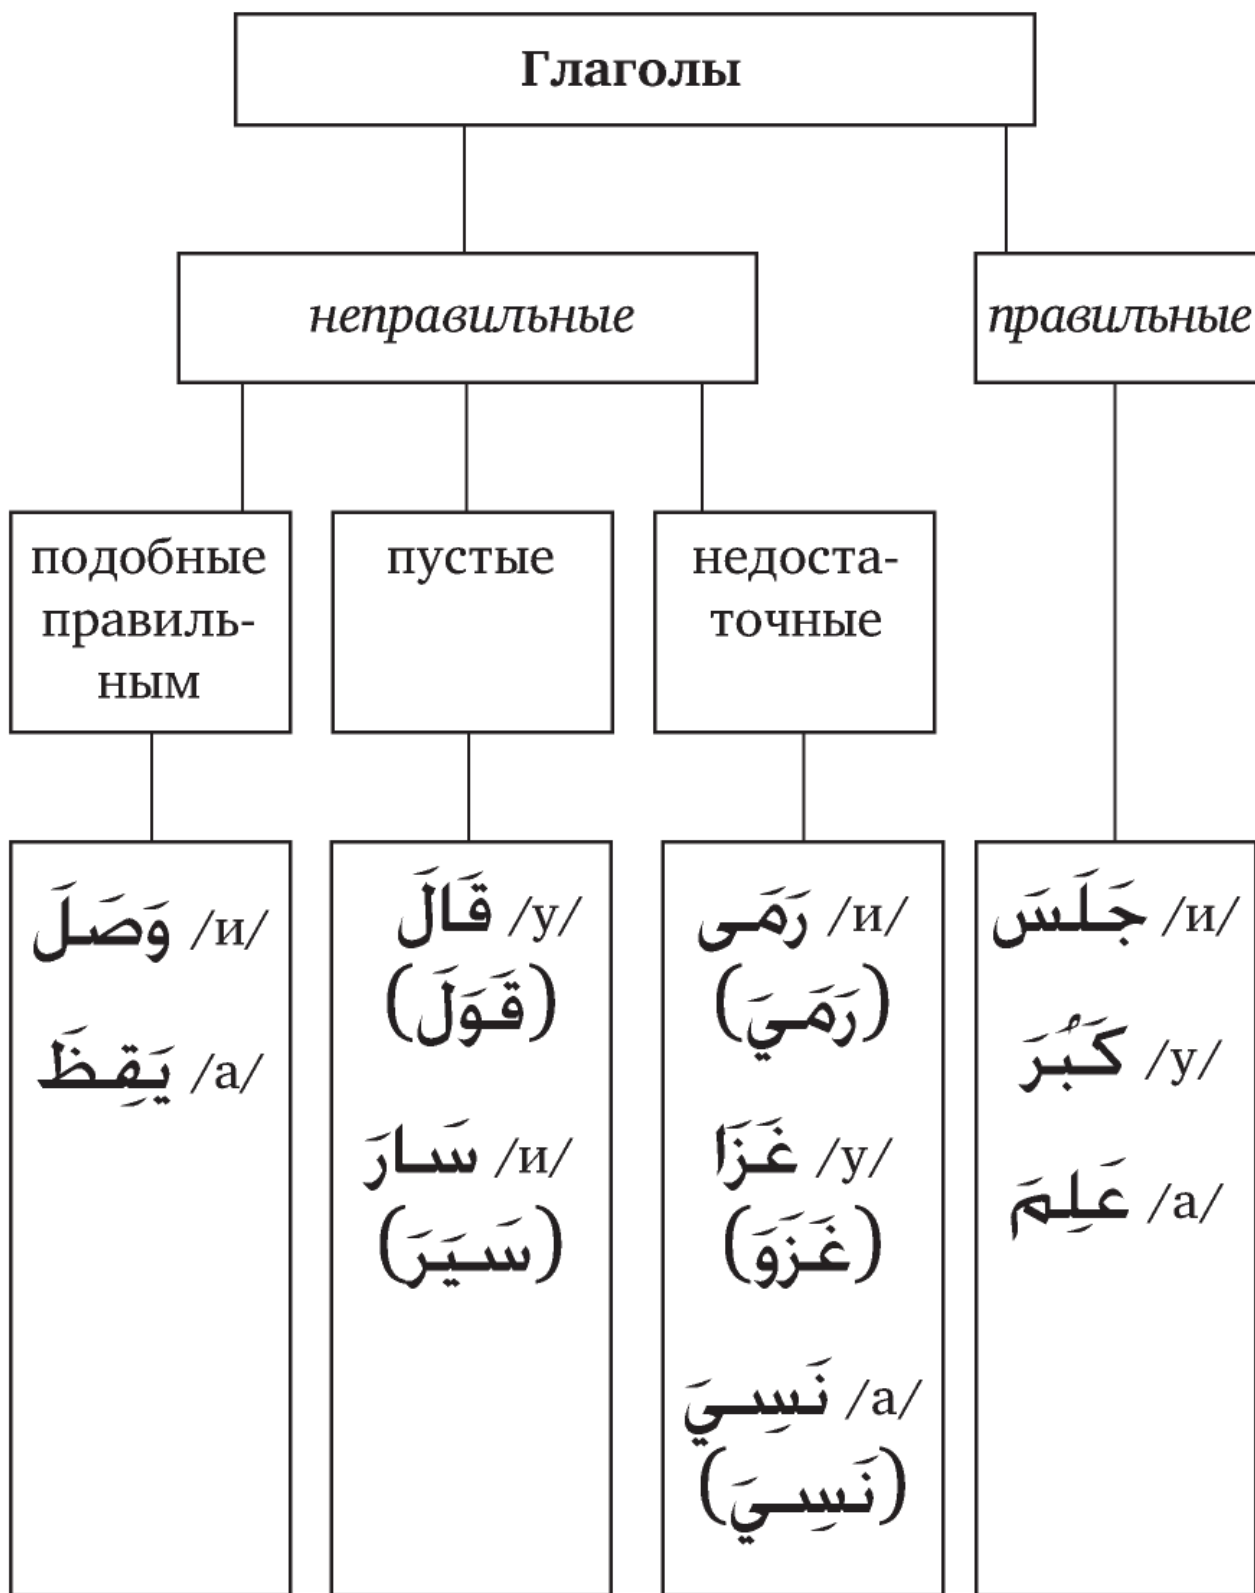 Глаголы
неправильные
правильные
подобные
правиль-
ным
пустые
недоста-
точные
وَصَلَ /и/
يَقِظَ /а/
قَالَ /у/
(قَوَلَ)
سَارَ /и/
(سَيَرَ)
رَمَى /и/
(رَمَيَ)
غَزَا /у/
(غَزَوَ)
نَسِيَ /а/
(نَسِيَ)
جَلَسَ /и/
كَبُرَ /у/
عَلِمَ /а/